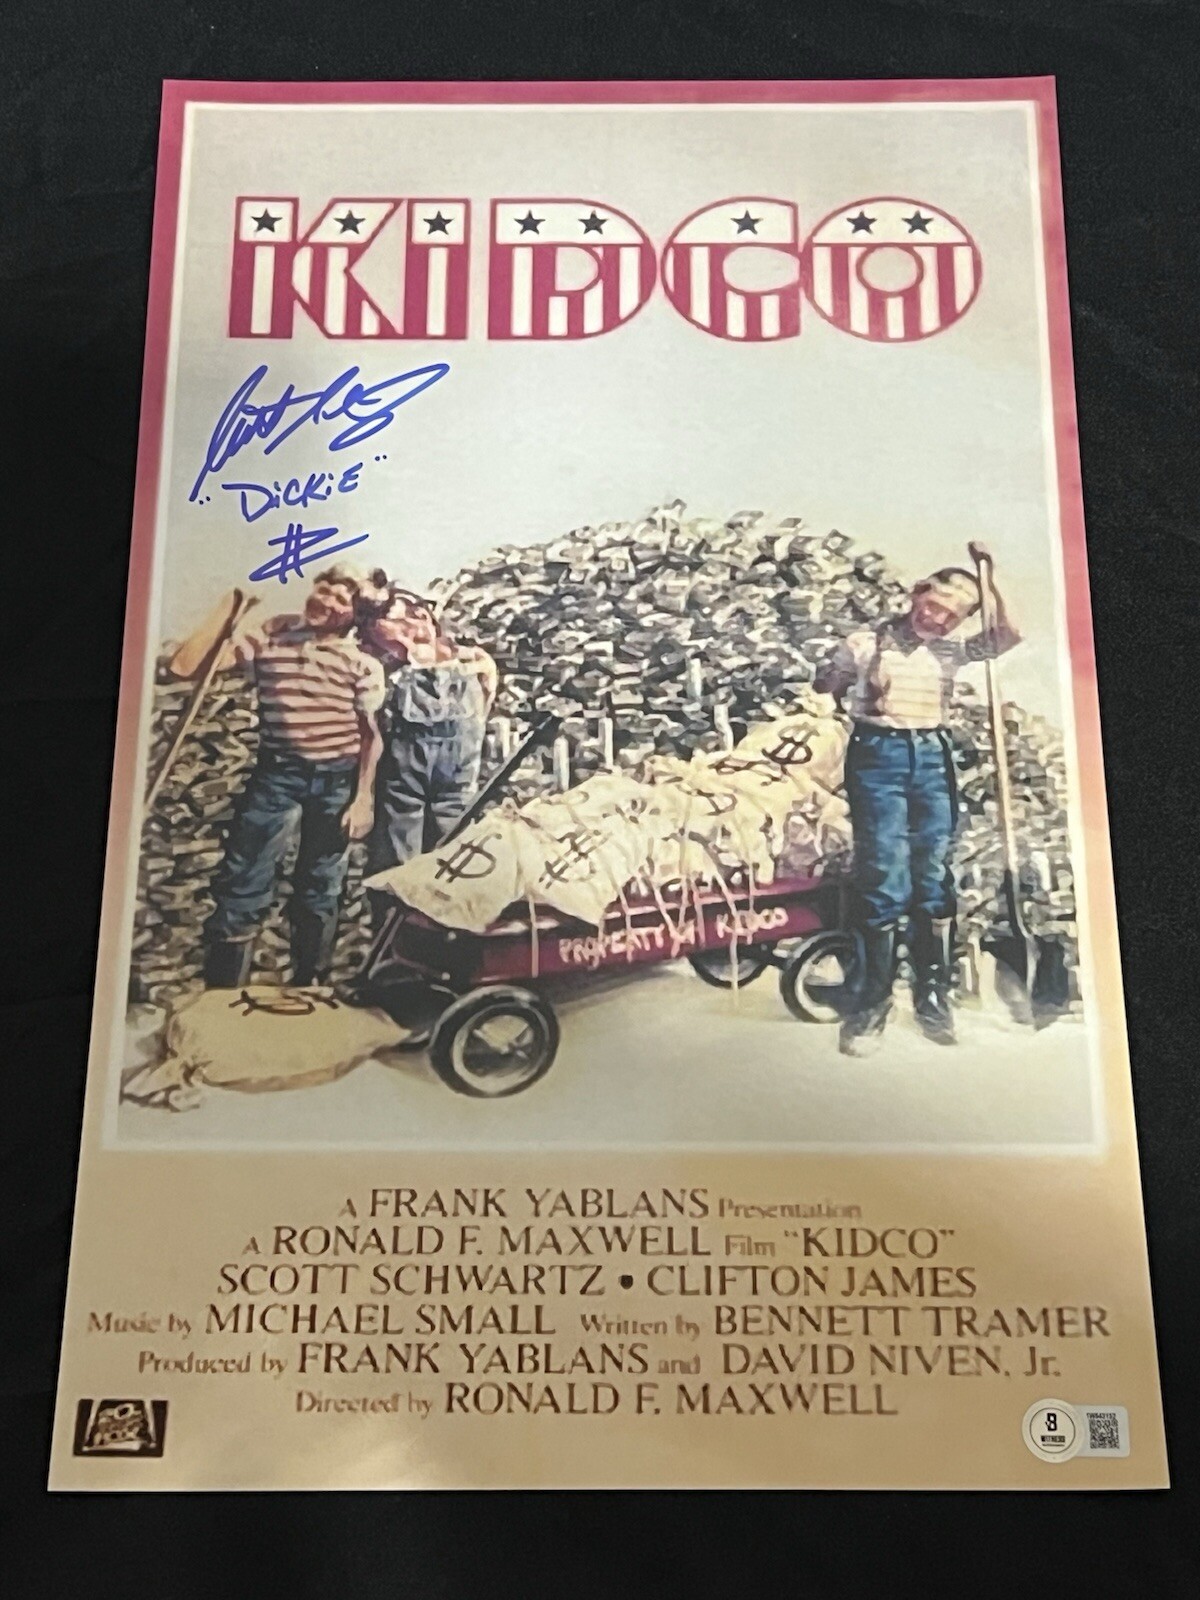 KIDCO
"DiCKiE"
$
$
PROPERTY of KIDCO
A FRANK YABLANS Presentation
A RONALD F. MAXWELL Film "KIDCO"
SCOTT SCHWARTZ • CLIFTON JAMES
Music by MICHAEL SMALL Written by BENNETT TRAMER
Produced by FRANK YABLANS and DAVID NIVEN, Jr.
Directed by RONALD F. MAXWELL
B
WITNESS